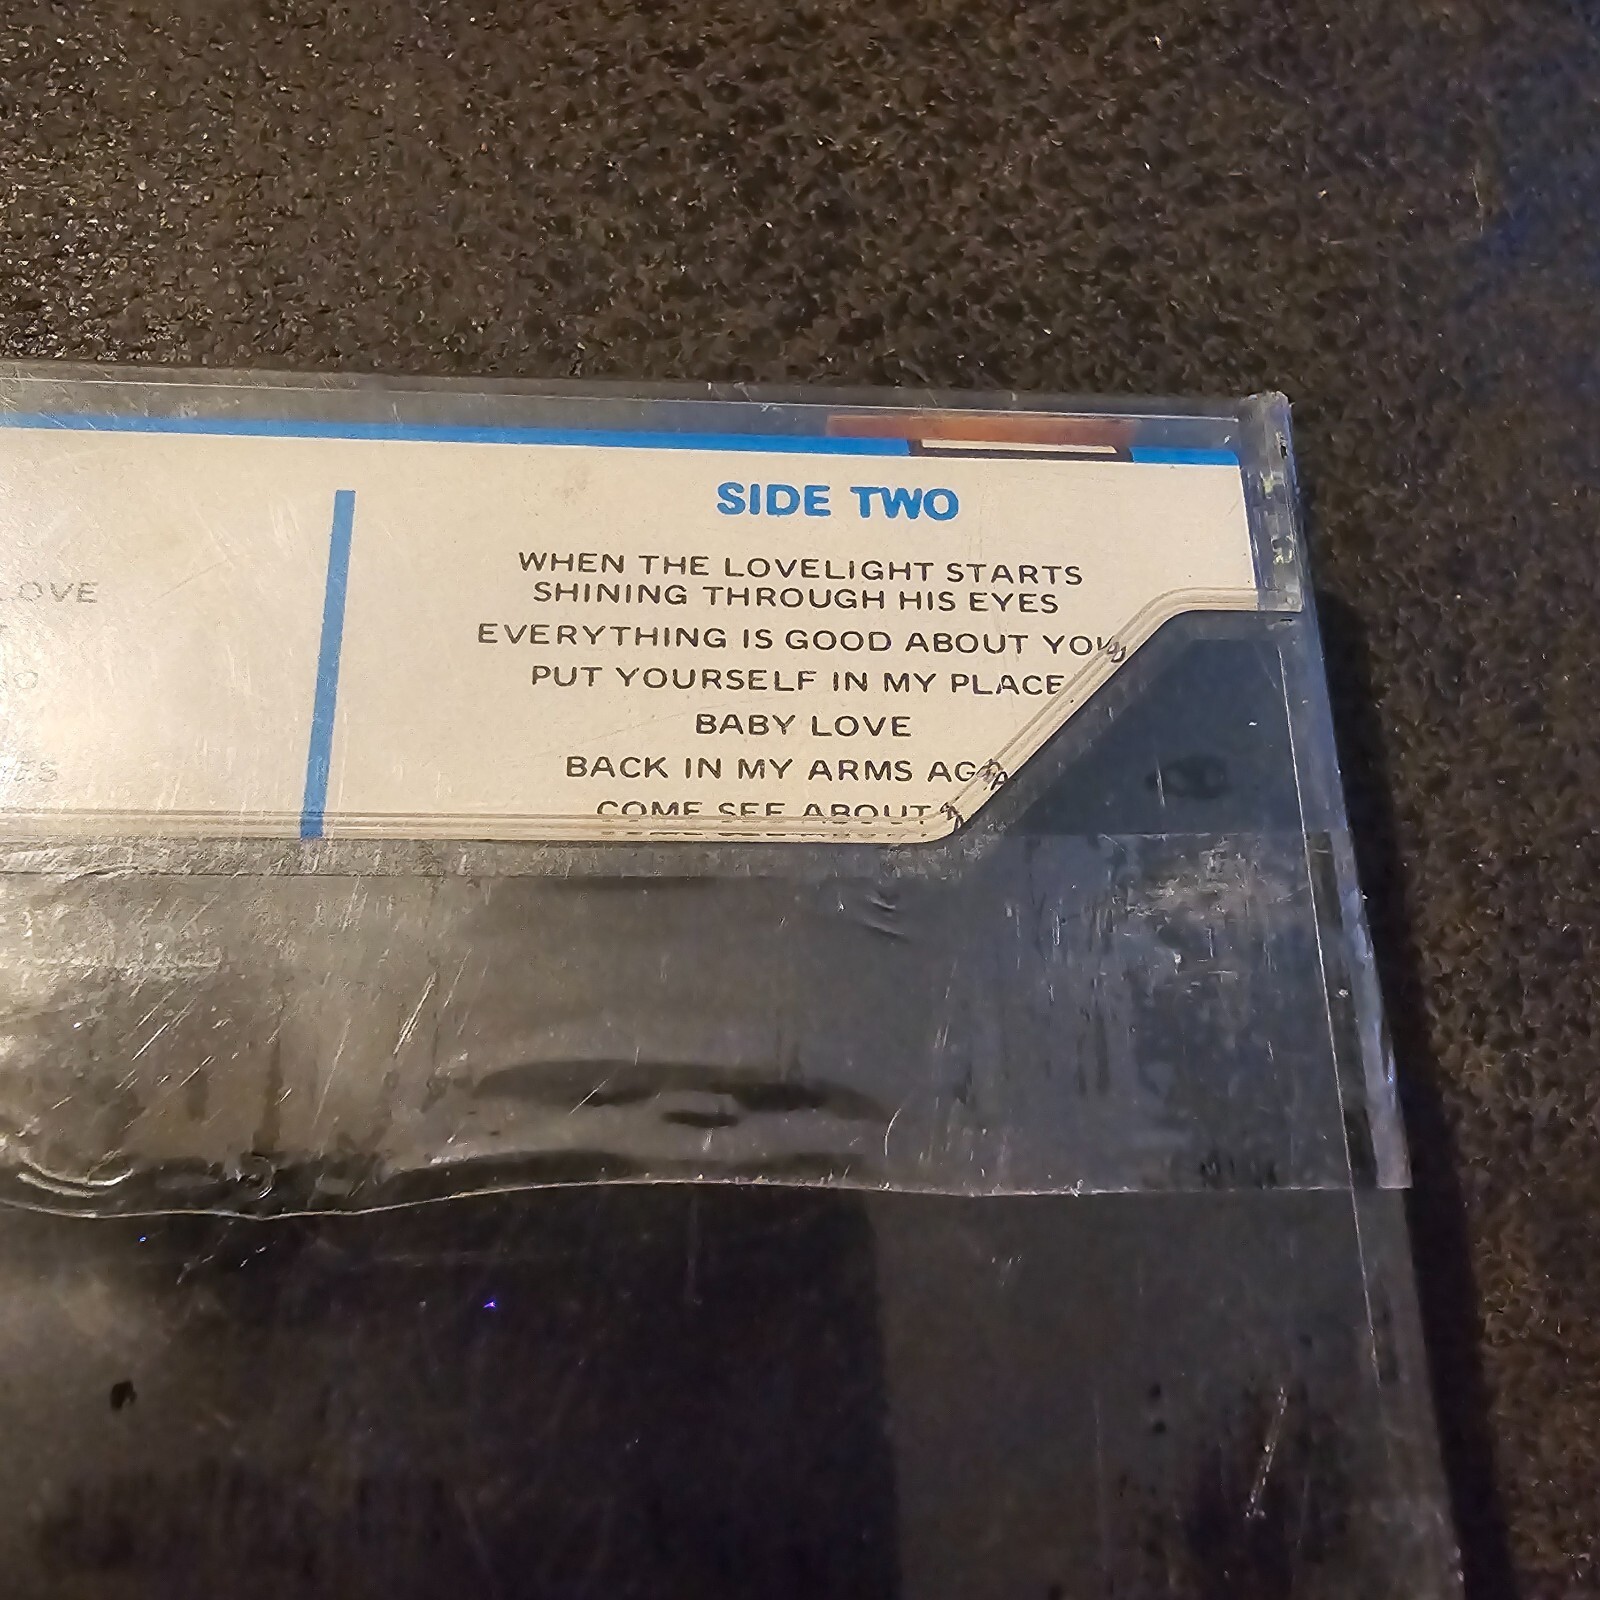 SIDE TWO
WHEN THE LOVELIGHT STARTS
SHINING THROUGH HIS EYES
EVERYTHING IS GOOD ABOUT YOU
PUT YOURSELF IN MY PLACE
BABY LOVE
BACK IN MY ARMS
COME SEE ABOUT
LOVE